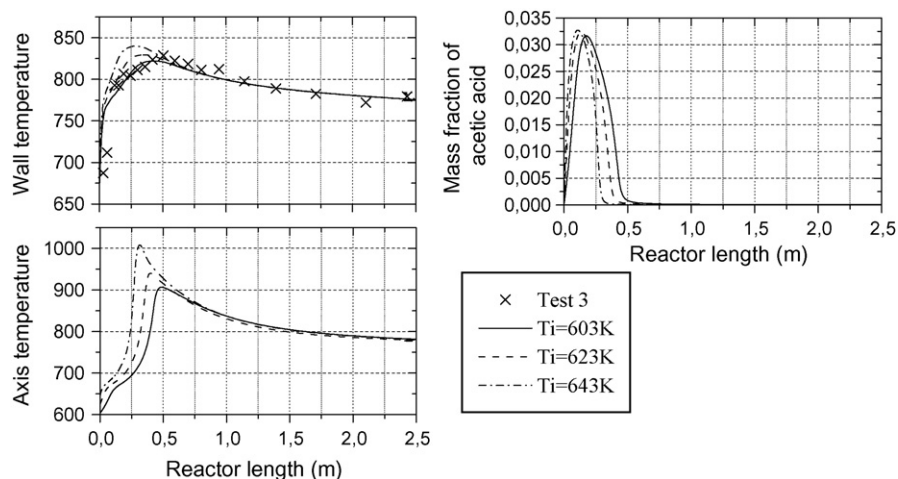 Wall temperature
850
800
750
700
650
Axis temperature
1000
900
800
700
600
0,0 0,5 1,0 1,5 2,0 2,5
Reactor length (m)
Mass fraction of
acetic acid
0,035
0,030
0,025
0,020
0,015
0,010
0,005
0,000
0,0 0,5 1,0 1,5 2,0 2,5
Reactor length (m)
Test 3
Ti=603K
Ti=623K
Ti=643K